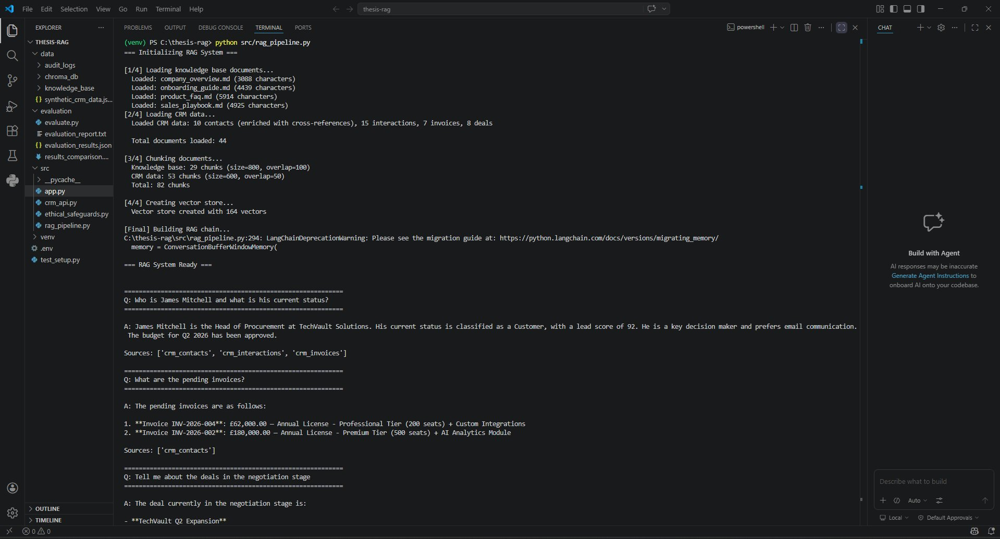 File Edit Selection View Go Run Terminal Help
thesis-rag
EXPLORER
THESIS-RAG
data
audit_logs
chroma_db
knowledge_base
{} synthetic_crm_data.js...
evaluation
evaluate.py
evaluation_report.txt
{} evaluation_results.json
results_comparison....
src
__pycache__
app.py
crm_api.py
ethical_safeguards.py
rag_pipeline.py
venv
.env
test_setup.py
OUTLINE
TIMELINE
0 0
PROBLEMS OUTPUT DEBUG CONSOLE TERMINAL PORTS
powershell
(venv) PS C:\thesis-rag> python src/rag_pipeline.py
=== Initializing RAG System ===
[1/4] Loading knowledge base documents...
Loaded: company_overview.md (3088 characters)
Loaded: onboarding_guide.md (4439 characters)
Loaded: product_faq.md (5914 characters)
Loaded: sales_playbook.md (4925 characters)
[2/4] Loading CRM data...
Loaded CRM data: 10 contacts (enriched with cross-references), 15 interactions, 7 invoices, 8 deals
Total documents loaded: 44
[3/4] Chunking documents...
Knowledge base: 29 chunks (size=800, overlap=100)
CRM data: 53 chunks (size=600, overlap=50)
Total: 82 chunks
[4/4] Creating vector store...
Vector store created with 164 vectors
[Final] Building RAG chain...
C:\thesis-rag\src\rag_pipeline.py:294: LangChainDeprecationWarning: Please see the migration guide at: https://python.langchain.com/docs/versions/migrating_memory/
memory = ConversationBufferWindowMemory(
=== RAG System Ready ===
============================================================
Q: Who is James Mitchell and what is his current status?
============================================================
A: James Mitchell is the Head of Procurement at TechVault Solutions. His current status is classified as a Customer, with a lead score of 92. He is a key decision maker and prefers email communication.
The budget for Q2 2026 has been approved.
Sources: ['crm_contacts', 'crm_interactions', 'crm_invoices']
============================================================
Q: What are the pending invoices?
============================================================
A: The pending invoices are as follows:
1. **Invoice INV-2026-004**: £62,000.00 — Annual License - Professional Tier (200 seats) + Custom Integrations
2. **Invoice INV-2026-002**: £180,000.00 — Annual License - Premium Tier (500 seats) + AI Analytics Module
Sources: ['crm_contacts']
============================================================
Q: Tell me about the deals in the negotiation stage
============================================================
A: The deal currently in the negotiation stage is:
- **TechVault Q2 Expansion**
CHAT
Build with Agent
AI responses may be inaccurate
Generate Agent Instructions to
onboard AI onto your codebase.
Describe what to build
Auto
Local Default Approvals